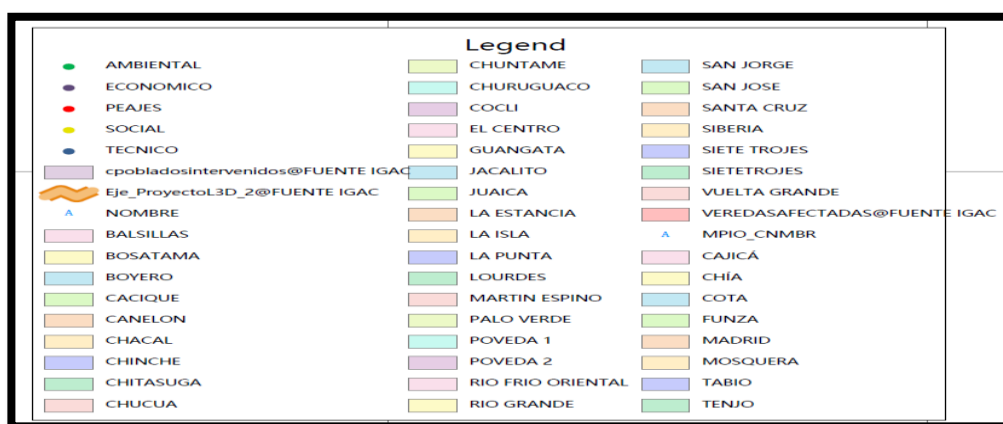 Legend
AMBIENTAL
ECONOMICO
PEAJES
SOCIAL
TECNICO
cpobladosintervenidos@FUENTE IGAC
Eje_ProyectoL3D_2@FUENTE IGAC
A NOMBRE
BALSILLAS
BOSATAMA
BOYERO
CACIQUE
CANELON
CHACAL
CHINCHE
CHITASUGA
CHUCUA
CHUNTAME
CHURUGUACO
COCLI
EL CENTRO
GUANGATA
JACALITO
JUAICA
LA ESTANCIA
LA ISLA
LA PUNTA
LOURDES
MARTIN ESPINO
PALO VERDE
POVEDA 1
POVEDA 2
RIO FRIO ORIENTAL
RIO GRANDE
SAN JORGE
SAN JOSE
SANTA CRUZ
SIBERIA
SIETE TROJES
SIETETROJES
VUELTA GRANDE
VEREDASAFECTADAS@FUENTE IGAC
A MPIO_CNMBR
CAJICÁ
CHÍA
COTA
FUNZA
MADRID
MOSQUERA
TABIO
TENJO